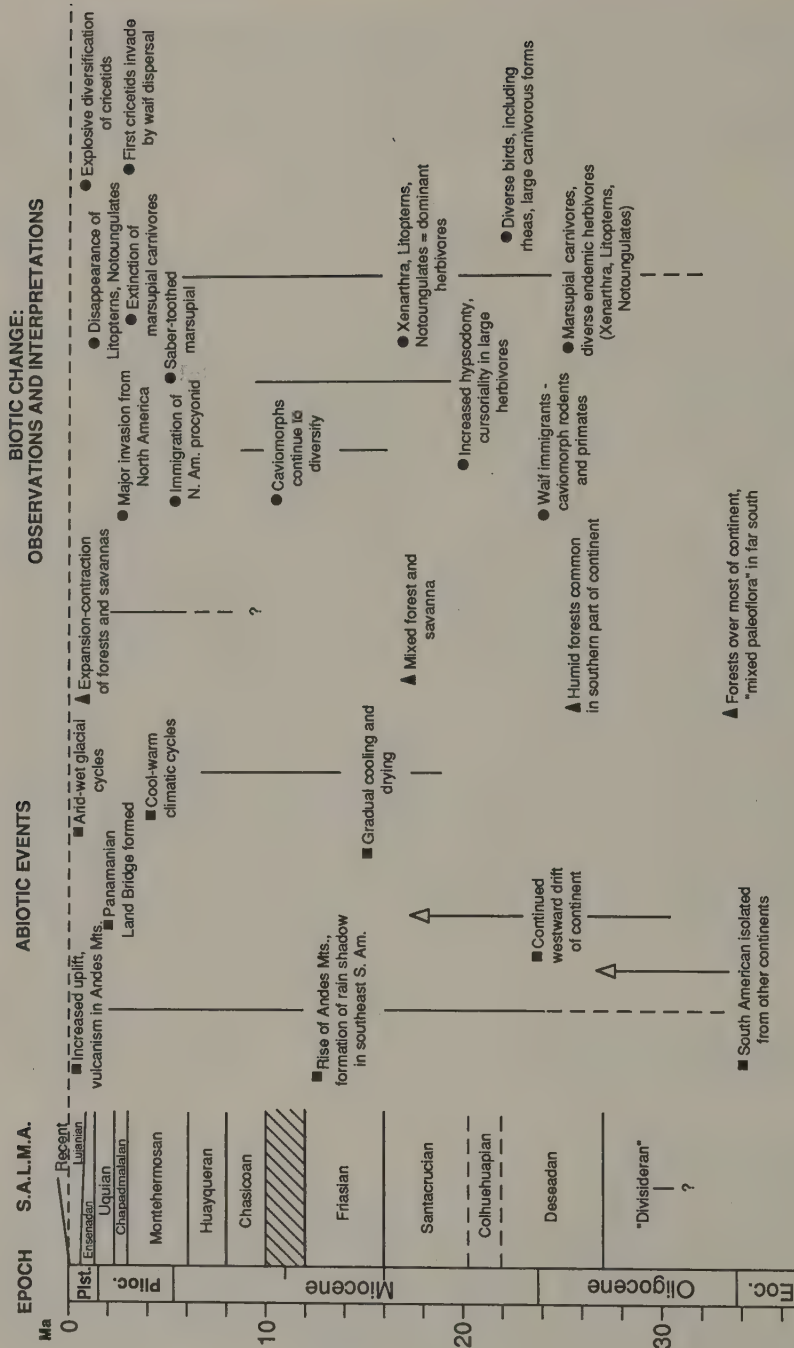 EPOCH
S.A.L.M.A.
ABIOTIC EVENTS
BIOTIC CHANGE:
OBSERVATIONS AND INTERPRETATIONS
Ma
0
10
20
30
Plst.
Plioc.
Miocene
Oligocene
Eoc.
Recent
Lujanian
Ensenadan
Uquian
Chapadmalalan
Montehermosan
Huayqueran
Chasicoan
Friasian
Santacrucian
Colhuehuapian
Deseadan
"Divisideran"
?
■ Increased uplift,
vulcanism in Andes Mts.
■ Arid-wet glacial
cycles
■ Panamanian
Land Bridge formed
■ Cool-warm
climatic cycles
■ Rise of Andes Mts.,
formation of rain shadow
in southeast S. Am.
■ Gradual cooling and
drying
■ Continued
westward drift
of continent
■ South American isolated
from other continents
▲ Expansion-contraction
of forests and savannas
?
▲ Mixed forest and
savanna
▲ Humid forests common
in southern part of continent
▲ Forests over most of continent,
"mixed paleoflora" in far south
● Explosive diversification
of cricetids
● Disappearance of
Litopterns, Notoungulates
● First cricetids invade
by waif dispersal
● Major invasion from
North America
● Extinction of
marsupial carnivores
● Immigration of
N. Am. procyonid
● Saber-toothed
marsupial
● Caviomorphs
continue to
diversify
● Xenarthra, Litopterns,
Notoungulates = dominant
herbivores
● Increased hypsodonty,
cursoriality in large
herbivores
● Diverse birds, including
rheas, large carnivorous forms
● Waif immigrants -
caviomorph rodents
and primates
● Marsupial carnivores,
diverse endemic herbivores
(Xenarthra, Litopterns,
Notoungulates)